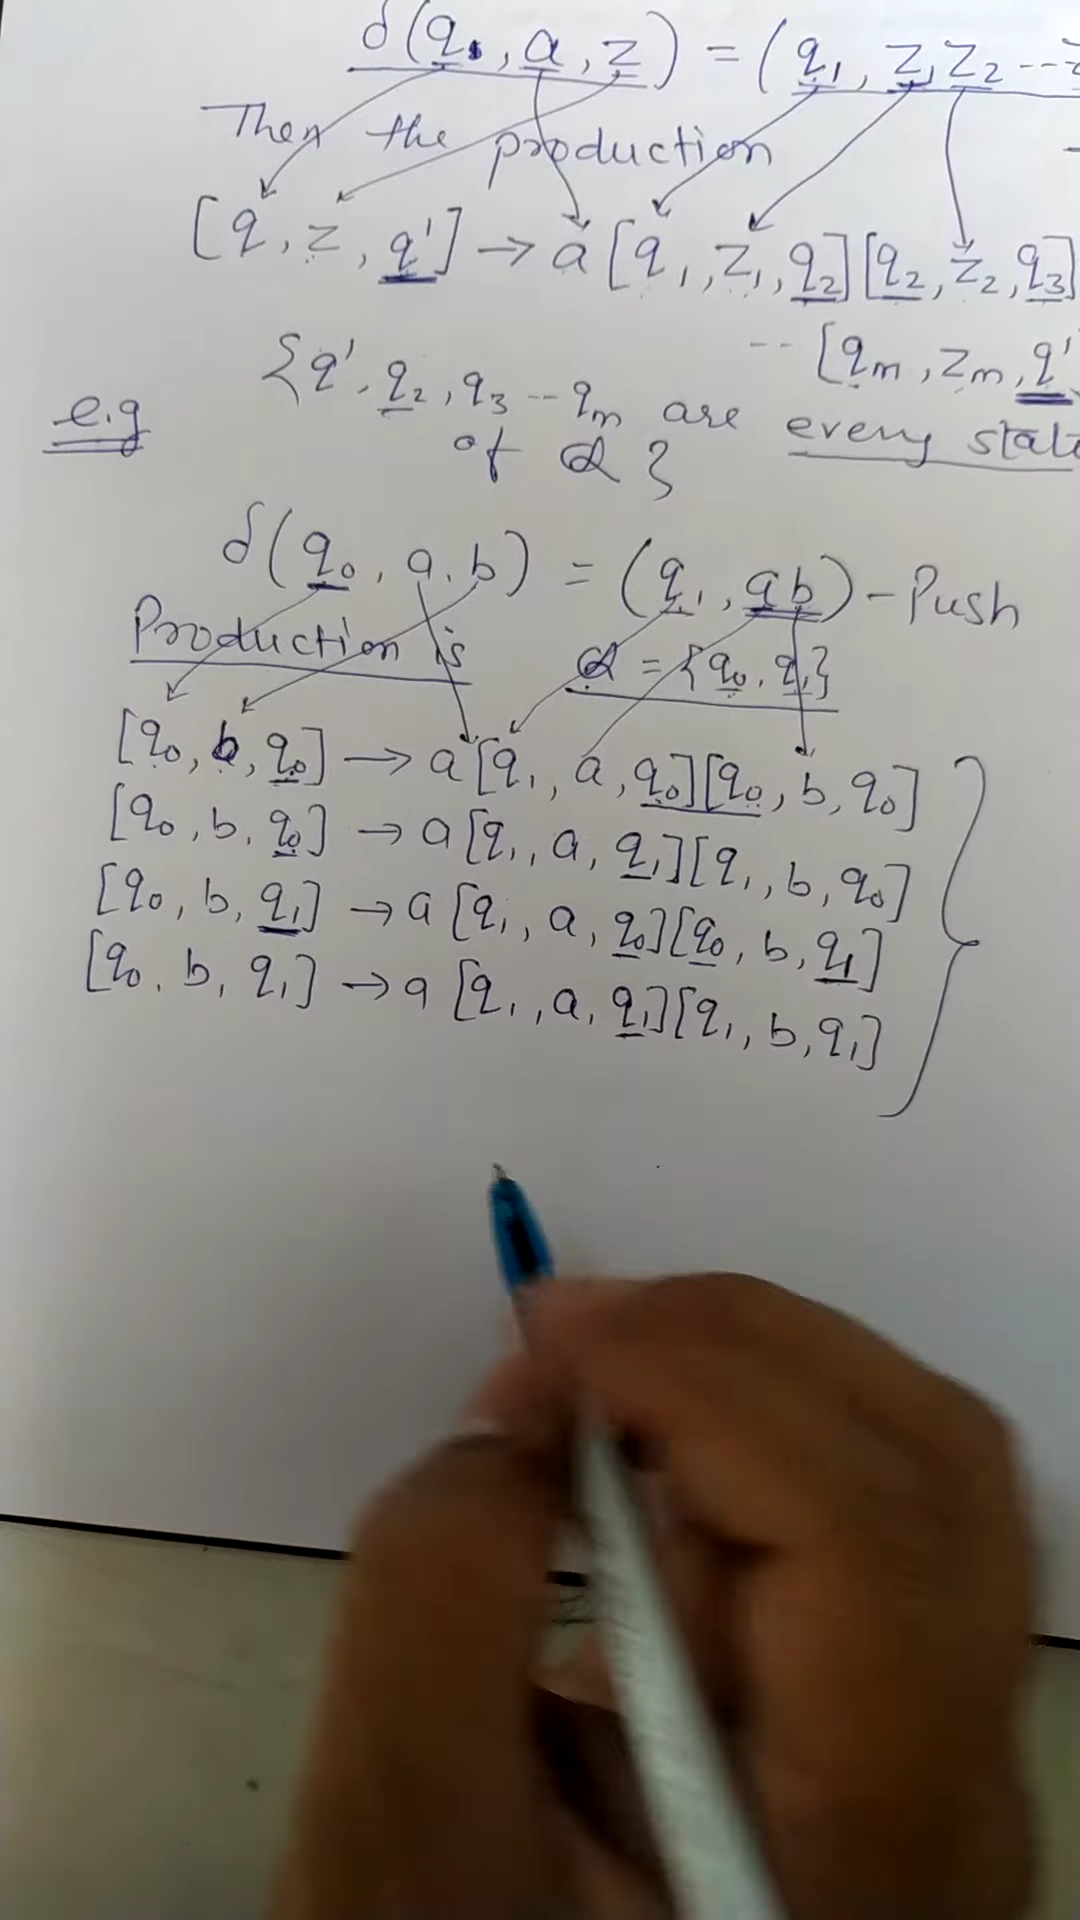 δ(q, a, z) = (q₁, z₁z₂ --
Then the production
[q, z, q'] → a[q₁, z₁, q₂][q₂, z₂, q₃]
-- [qₘ, zₘ, q'
{q', q₂, q₃ -- qₘ are every state
of Q}
e.g
δ(q₀, a, b) = (q₁, ab) - Push
Production is
Q = {q₀, q₁}
[q₀, b, q₀] → a[q₁, a, q₀][q₀, b, q₀]
[q₀, b, q₀] → a[q₁, a, q₁][q₁, b, q₀]
[q₀, b, q₁] → a[q₁, a, q₀][q₀, b, q₁]
[q₀, b, q₁] → a[q₁, a, q₁][q₁, b, q₁]